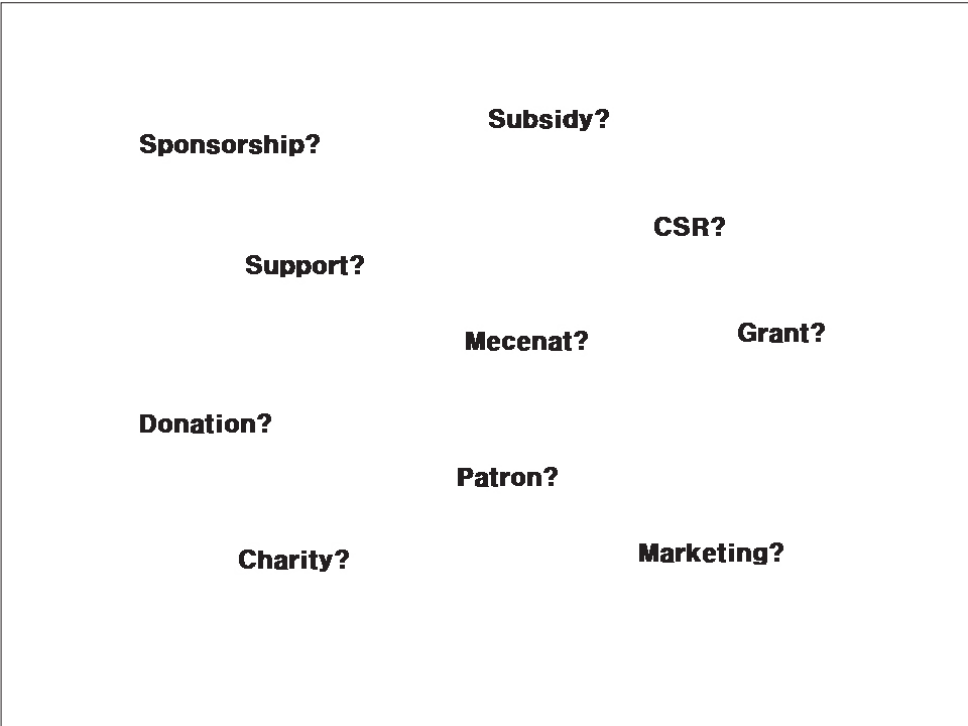 Subsidy?
Sponsorship?
CSR?
Support?
Grant?
Mecenat?
Donation?
Patron?
Marketing?
Charity?